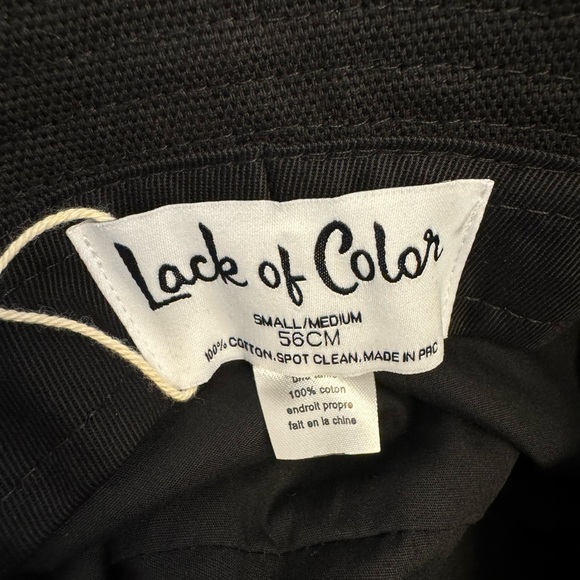 Lack of Color
SMALL/MEDIUM
56CM
100% COTTON. SPOT CLEAN. MADE IN PRC
100% coton
endroit propre
fait en la chine